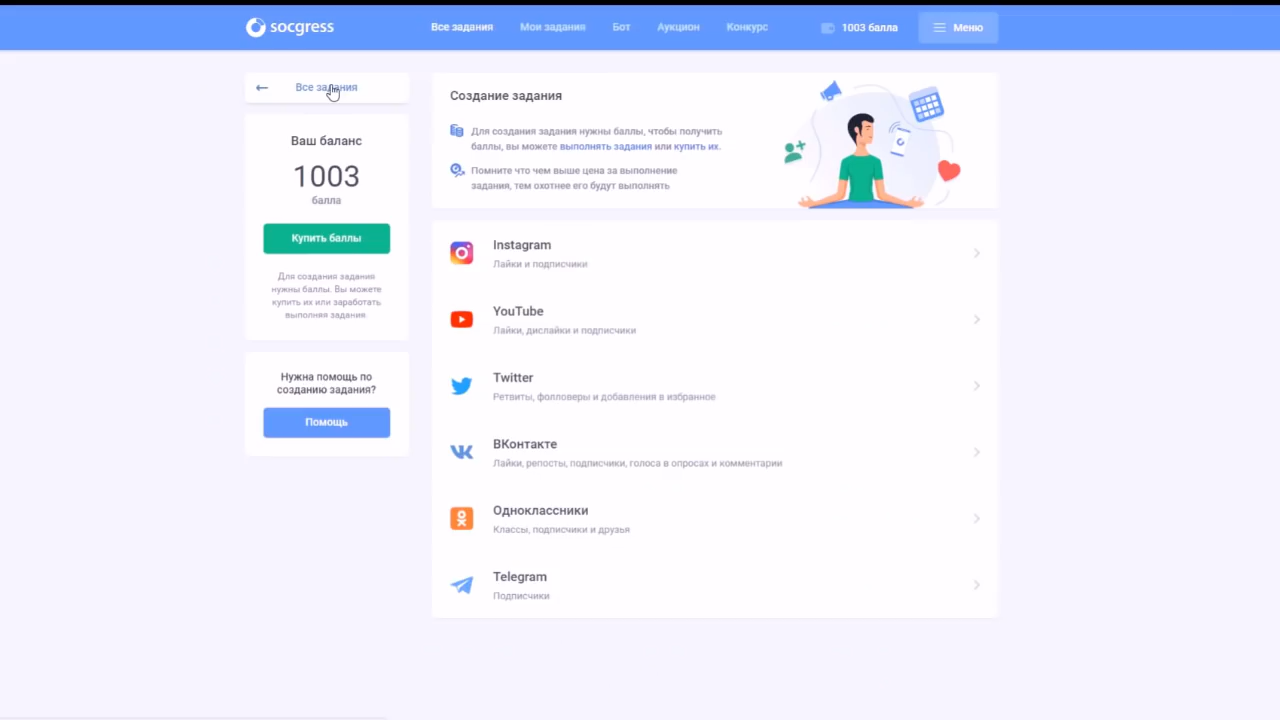 socgress
Все задания
Мои задания
Бот
Аукцион
Конкурс
1003 балла
Меню
Все задания
Ваш баланс
1003
балла
Купить баллы
Для создания задания
нужны баллы. Вы можете
купить их или заработать
выполняя задания.
Нужна помощь по
созданию задания?
Помощь
Создание задания
Для создания задания нужны баллы, чтобы получить
баллы, вы можете выполнять задания или купить их.
Помните что чем выше цена за выполнение
задания, тем охотнее его будут выполнять
Instagram
Лайки и подписчики
YouTube
Лайки, дислайки и подписчики
Twitter
Ретвиты, фолловеры и добавления в избранное
ВКонтакте
Лайки, репосты, подписчики, голоса в опросах и комментарии
Одноклассники
Классы, подписчики и друзья
Telegram
Подписчики